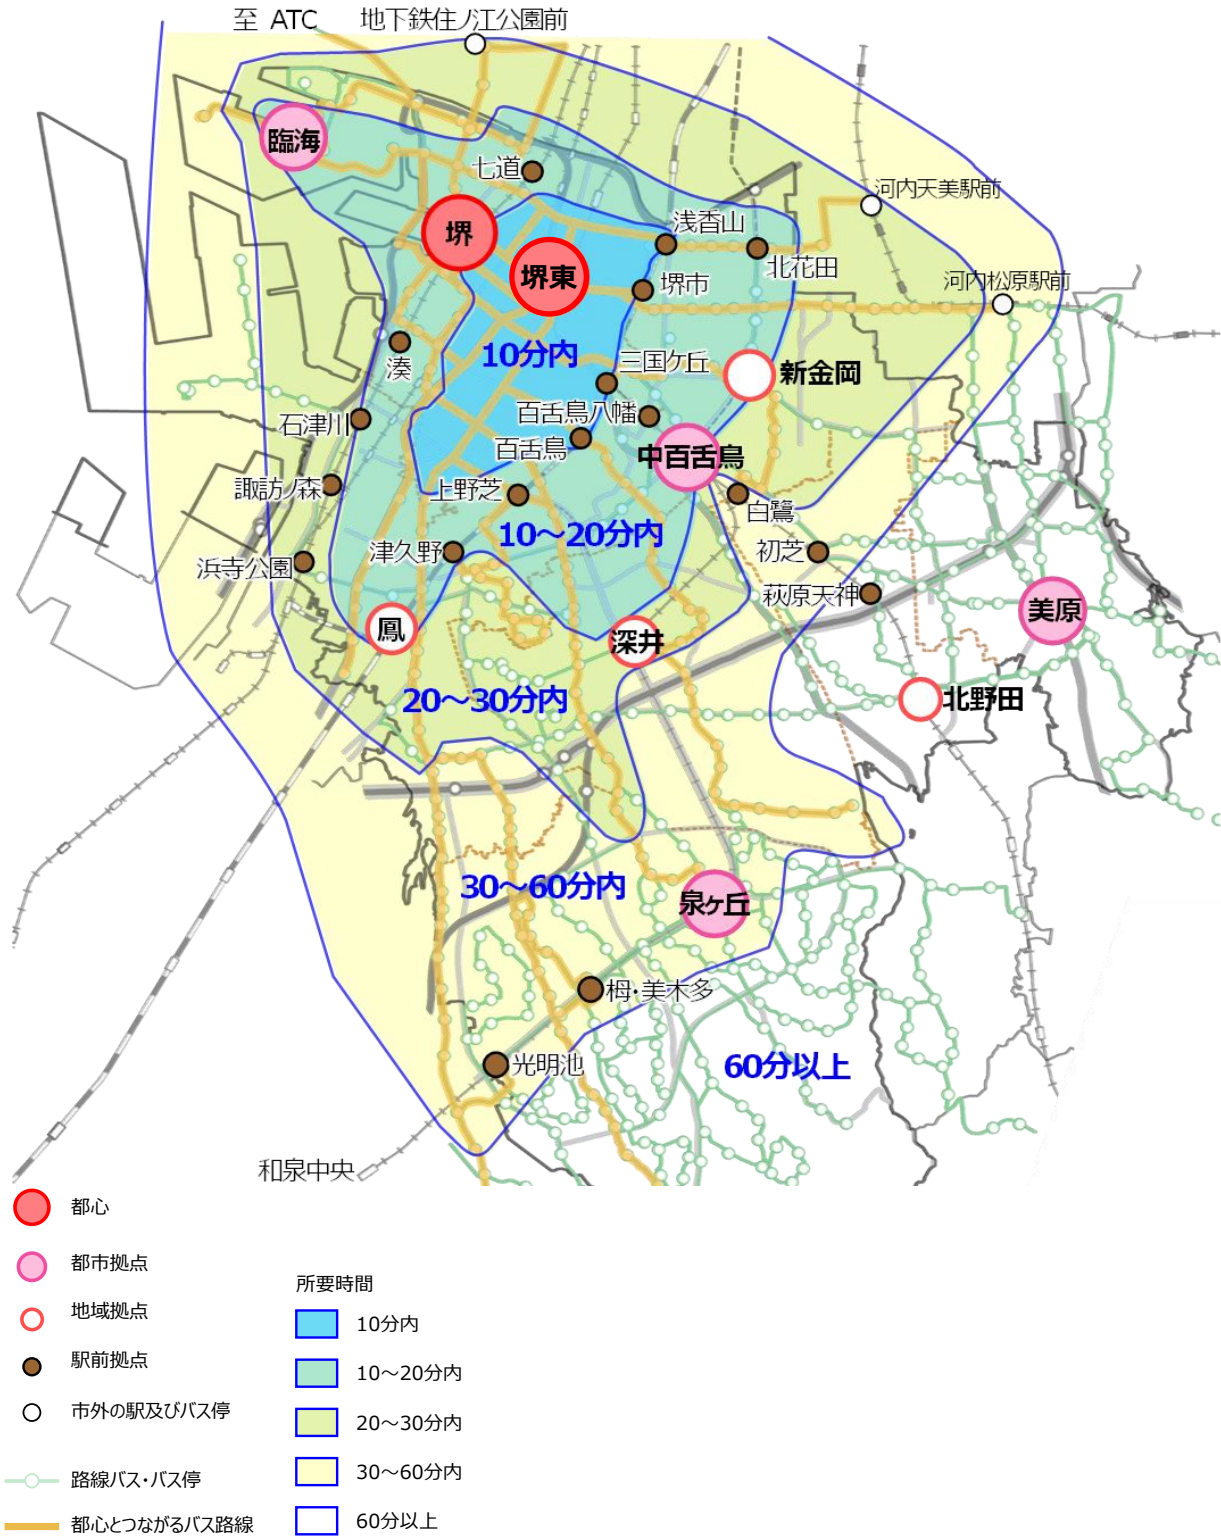 至 ATC
地下鉄住ノ江公園前
臨海
七道
河内天美駅前
堺
浅香山
堺東
北花田
堺市
河内松原駅前
10分内
湊
三国ケ丘
新金岡
百舌鳥八幡
石津川
百舌鳥
中百舌鳥
諏訪ノ森
上野芝
白鷺
10～20分内
津久野
初芝
浜寺公園
萩原天神
美原
鳳
深井
20～30分内
北野田
30～60分内
泉ヶ丘
栂・美木多
光明池
60分以上
和泉中央
都心
都市拠点
地域拠点
駅前拠点
市外の駅及びバス停
路線バス・バス停
都心とつながるバス路線
所要時間
10分内
10～20分内
20～30分内
30～60分内
60分以上